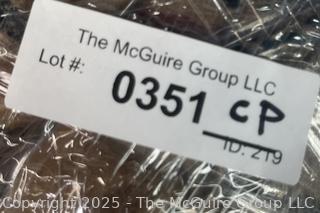 The McGuire Group LLC
Lot #: 0351 CP
ID: 219
Copyright 2025 - The McGuire Group LLC